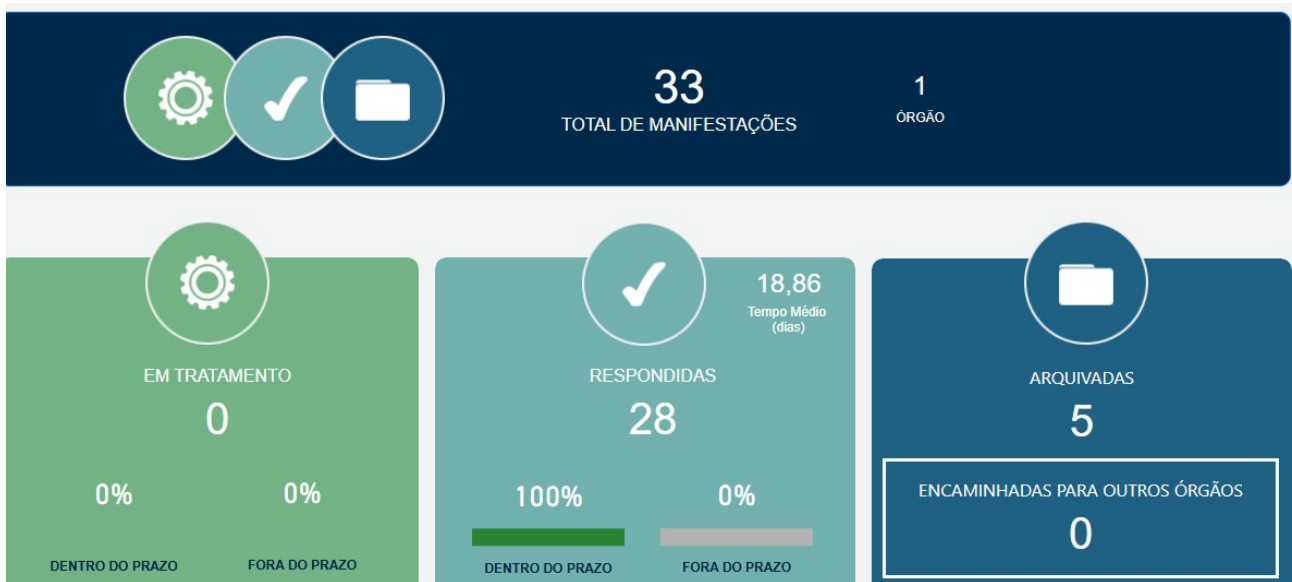 33
TOTAL DE MANIFESTAÇÕES
1
ÓRGÃO
EM TRATAMENTO
0
0%
0%
DENTRO DO PRAZO
FORA DO PRAZO
18,86
Tempo Médio
(dias)
RESPONDIDAS
28
100%
0%
DENTRO DO PRAZO
FORA DO PRAZO
ARQUIVADAS
5
ENCAMINHADAS PARA OUTROS ÓRGÃOS
0